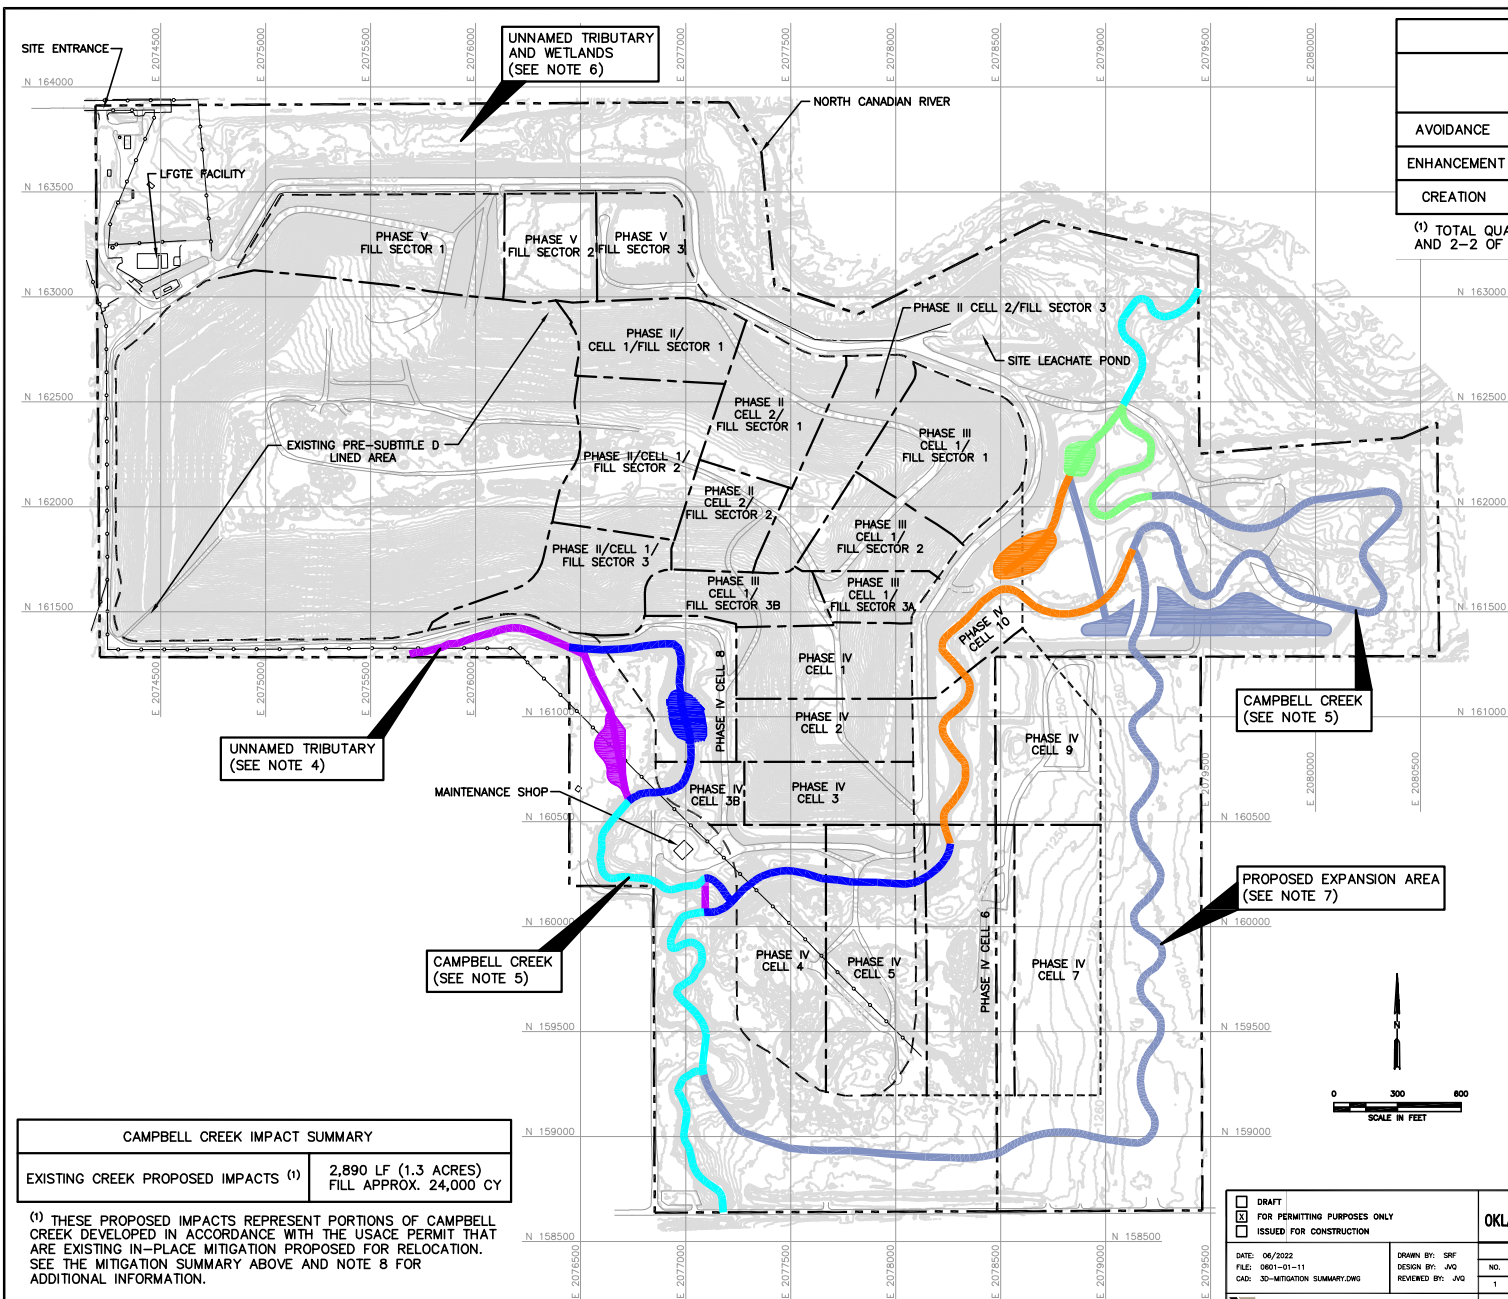 SITE ENTRANCE
UNNAMED TRIBUTARY
AND WETLANDS
(SEE NOTE 6)
NORTH CANADIAN RIVER
LFGTE FACILITY
E 2074500
E 2075000
E 2075500
E 2076000
E 2077000
E 2077500
E 2078000
E 2078500
E 2079000
E 2079500
E 2080000
N 164000
N 163500
N 163000
N 162500
N 162000
N 161500
AVOIDANCE
ENHANCEMENT
CREATION
(1) TOTAL QUA
AND 2-2 OF
PHASE V
FILL SECTOR 1
PHASE V
FILL SECTOR 2
PHASE V
FILL SECTOR 3
PHASE II/
CELL 1/FILL SECTOR 1
PHASE II CELL 2/FILL SECTOR 3
SITE LEACHATE POND
PHASE II
CELL 2/
FILL SECTOR 1
PHASE III
CELL 1/
FILL SECTOR 1
EXISTING PRE-SUBTITLE D
LINED AREA
PHASE II/CELL 1/
FILL SECTOR 2
PHASE II
CELL 2/
FILL SECTOR 2
PHASE III
CELL 1/
FILL SECTOR 2
PHASE II/CELL 1/
FILL SECTOR 3
PHASE III
CELL 1/
FILL SECTOR 3B
PHASE III
CELL 1/
FILL SECTOR 3A
PHASE IV
CELL 10
N 163000
N 162500
N 162000
N 161500
N 161000
E 2074500
E 2075000
E 2075500
E 2076000
PHASE IV CELL 8
PHASE IV
CELL 1
PHASE IV
CELL 2
PHASE IV
CELL 9
1250
CAMPBELL CREEK
(SEE NOTE 5)
UNNAMED TRIBUTARY
(SEE NOTE 4)
N 161000
E 2079500
E 2080000
E 2080500
MAINTENANCE SHOP
PHASE IV
CELL 3B
PHASE IV
CELL 3
N 160500
N 160500
1250
PROPOSED EXPANSION AREA
(SEE NOTE 7)
N 160000
N 160000
CAMPBELL CREEK
(SEE NOTE 5)
PHASE IV
CELL 4
PHASE IV
CELL 5
PHASE IV CELL 6
PHASE IV
CELL 7
1260
N 159500
N 159500
N
0 300 600
SCALE IN FEET
1260
N 159000
N 159000
CAMPBELL CREEK IMPACT SUMMARY
EXISTING CREEK PROPOSED IMPACTS (1)
2,890 LF (1.3 ACRES)
FILL APPROX. 24,000 CY
(1) THESE PROPOSED IMPACTS REPRESENT PORTIONS OF CAMPBELL
CREEK DEVELOPED IN ACCORDANCE WITH THE USACE PERMIT THAT
ARE EXISTING IN-PLACE MITIGATION PROPOSED FOR RELOCATION.
SEE THE MITIGATION SUMMARY ABOVE AND NOTE 8 FOR
ADDITIONAL INFORMATION.
N 158500
N 158500
E 2076500
E 2077000
E 2077500
E 2078000
E 2078500
E 2079000
E 2079500
DRAFT
X FOR PERMITTING PURPOSES ONLY
ISSUED FOR CONSTRUCTION
OKL
DATE: 06/2022
FILE: 0601-01-11
CAD: 3D-MITIGATION SUMMARY.DWG
DRAWN BY: SRF
DESIGN BY: JVQ
REVIEWED BY: JVQ
NO.
1